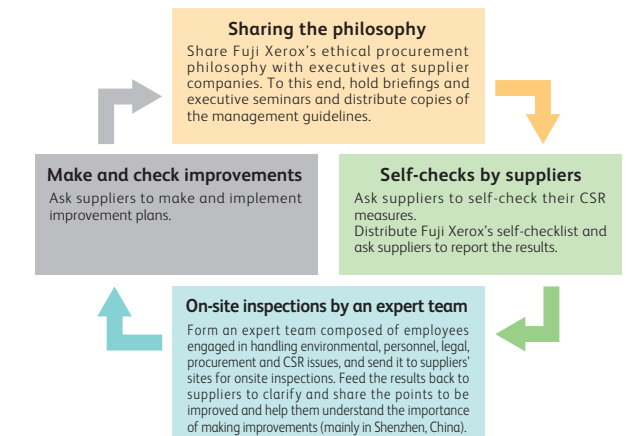 Sharing the philosophy
Share Fuji Xerox's ethical procurement
philosophy with executives at supplier
companies. To this end, hold briefings and
executive seminars and distribute copies of
the management guidelines.
Make and check improvements
Ask suppliers to make and implement
improvement plans.
Self-checks by suppliers
Ask suppliers to self-check their CSR
measures.
Distribute Fuji Xerox's self-checklist and
ask suppliers to report the results.
On-site inspections by an expert team
Form an expert team composed of employees
engaged in handling environmental, personnel, legal,
procurement and CSR issues, and send it to suppliers'
sites for onsite inspections. Feed the results back to
suppliers to clarify and share the points to be
improved and help them understand the importance
of making improvements (mainly in Shenzhen, China).